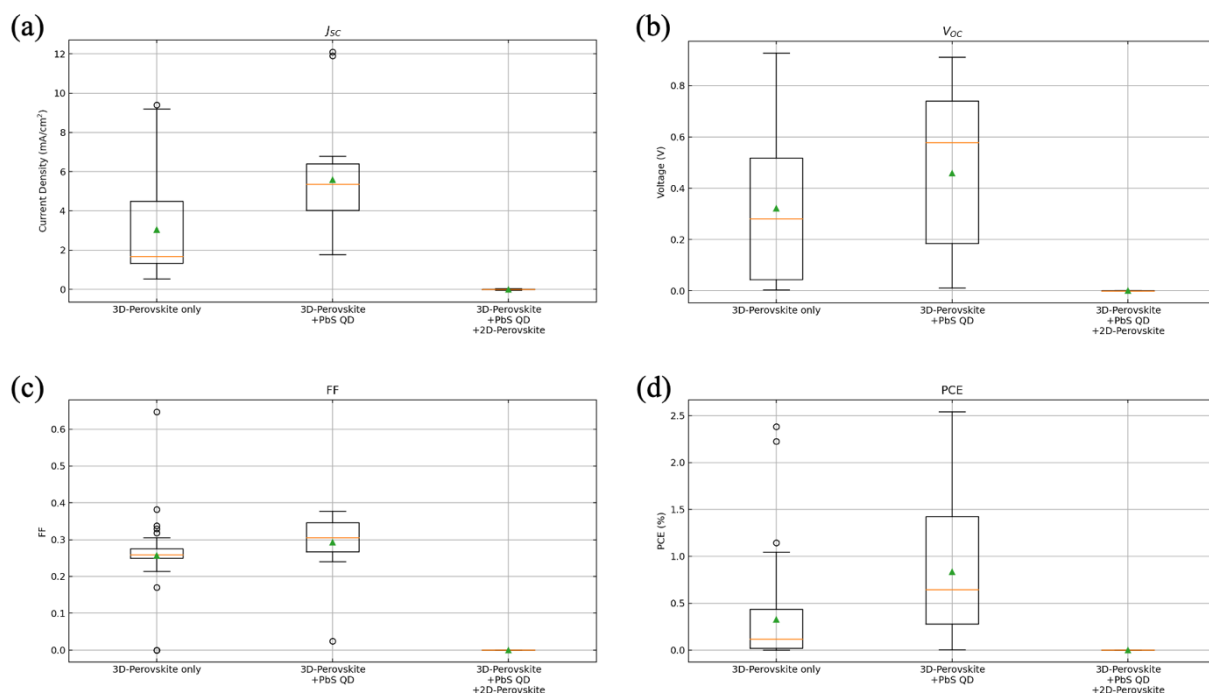 (a)
J_SC
Current Density (mA/cm²)
12
10
8
6
4
2
0
3D-Perovskite only
3D-Perovskite
+PbS QD
3D-Perovskite
+PbS QD
+2D-Perovskite
(b)
V_OC
Voltage (V)
0.8
0.6
0.4
0.2
0.0
3D-Perovskite only
3D-Perovskite
+PbS QD
3D-Perovskite
+PbS QD
+2D-Perovskite
(c)
FF
FF
0.6
0.5
0.4
0.3
0.2
0.1
0.0
3D-Perovskite only
3D-Perovskite
+PbS QD
3D-Perovskite
+PbS QD
+2D-Perovskite
(d)
PCE
PCE (%)
2.5
2.0
1.5
1.0
0.5
0.0
3D-Perovskite only
3D-Perovskite
+PbS QD
3D-Perovskite
+PbS QD
+2D-Perovskite